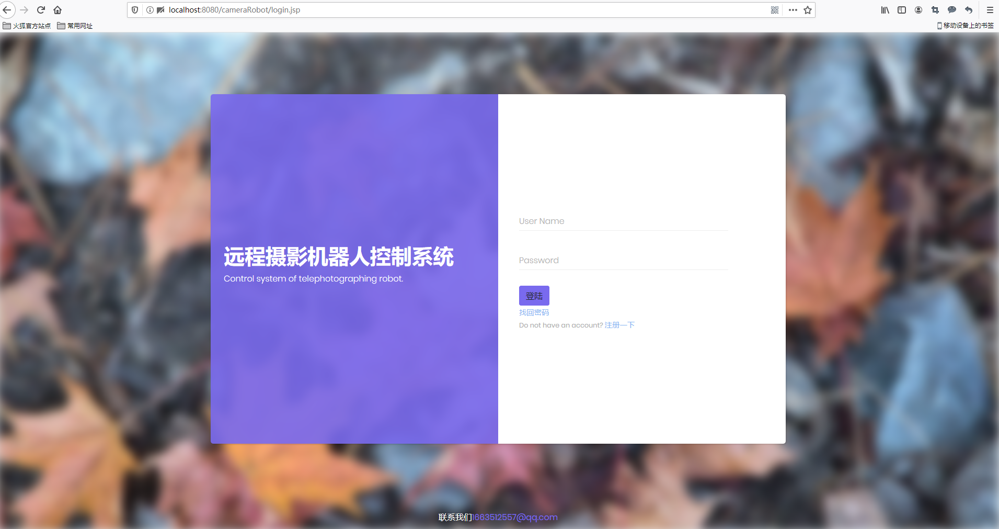 localhost:8080/cameraRobot/login.jsp
火狐官方站点 常用网址 移动设备上的书签
User Name
远程摄影机器人控制系统
Control system of telephotographing robot.
Password
登陆
找回密码
Do not have an account? 注册一下
联系我们1663512557@qq.com